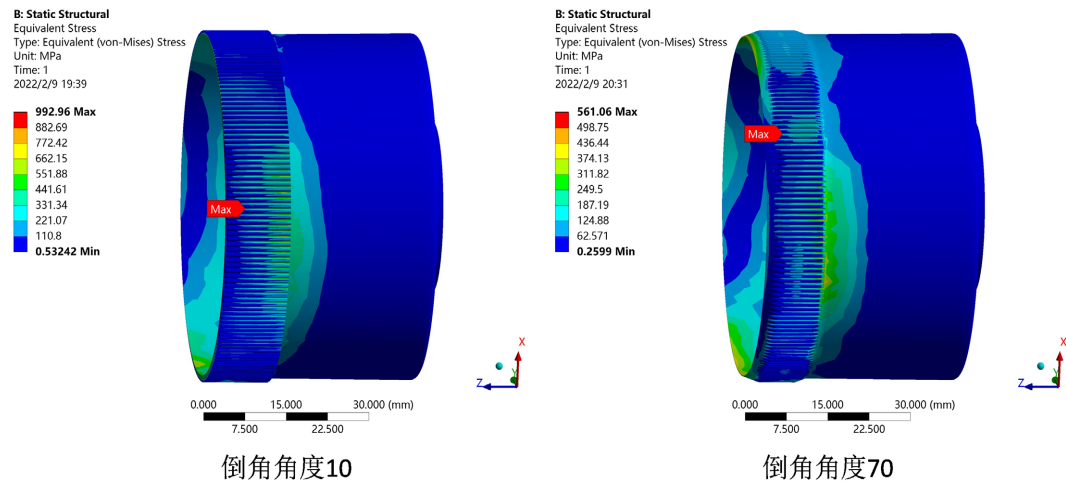 B: Static Structural
Equivalent Stress
Type: Equivalent (von-Mises) Stress
Unit: MPa
Time: 1
2022/2/9 19:39
992.96 Max
882.69
772.42
662.15
551.88
441.61
331.34
221.07
110.8
0.53242 Min
Max
X
Y
Z
0.000 15.000 30.000 (mm)
7.500 22.500
倒角角度10
B: Static Structural
Equivalent Stress
Type: Equivalent (von-Mises) Stress
Unit: MPa
Time: 1
2022/2/9 20:31
561.06 Max
498.75
436.44
374.13
311.82
249.5
187.19
124.88
62.571
0.2599 Min
Max
X
Y
Z
0.000 15.000 30.000 (mm)
7.500 22.500
倒角角度70